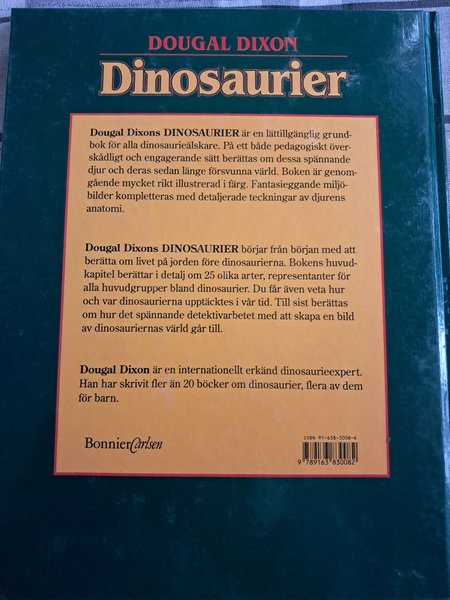 DOUGAL DIXON
Dinosaurier
Dougal Dixons DINOSAURIER är en lättillgänglig grund-
bok för alla dinosaurieälskare. På ett både pedagogiskt över-
skådligt och engagerande sätt berättas om dessa spännande
djur och deras sedan länge försvunna värld. Boken är genom-
gående mycket rikt illustrerad i färg. Fantasieggande miljö-
bilder kompletteras med detaljerade teckningar av djurens
anatomi.
Dougal Dixons DINOSAURIER börjar från början med att
berätta om livet på jorden före dinosaurierna. Bokens huvud-
kapitel berättar i detalj om 25 olika arter, representanter för
alla huvudgrupper bland dinosaurier. Du får även veta hur
och var dinosaurierna upptäcktes i vår tid. Till sist berättas
om hur det spännande detektivarbetet med att skapa en bild
av dinosauriernas värld går till.
Dougal Dixon är en internationellt erkänd dinosaurieexpert.
Han har skrivit fler än 20 böcker om dinosaurier, flera av dem
för barn.
BonnierCarlsen
ISBN 91-638-3008-6
9 789163 830082